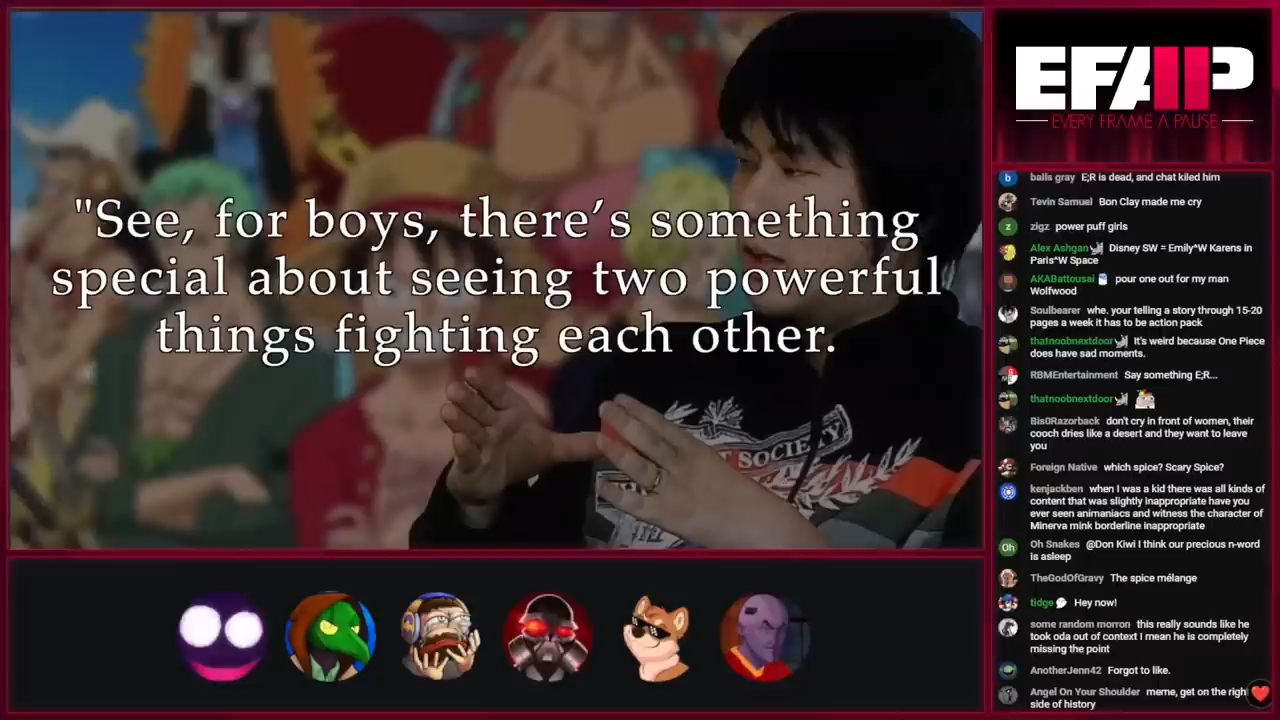 "See, for boys, there's something
special about seeing two powerful
things fighting each other.
SOCIETY
EFAP
EVERY FRAME A PAUSE
b balls gray E;R is dead, and chat kiled him
Tevin Samuel Bon Clay made me cry
z zigz power puff girls
Alex Ashgan Disney SW = Emily^W Karens in
Paris^W Space
AKABattousai pour one out for my man
Wolfwood
Soulbearer whe. your telling a story through 15-20
pages a week it has to be action pack
thatnoobnextdoor It's weird because One Piece
does have sad moments.
RBMEntertainment Say something E;R...
thatnoobnextdoor
Bis0Razorback don't cry in front of women, their
cooch dries like a desert and they want to leave
you
Foreign Native which spice? Scary Spice?
kenjackben when I was a kid there was all kinds of
content that was slightly inappropriate have you
ever seen animaniacs and witness the character of
Minerva mink borderline inappropriate
Oh Oh Snakes @Don Kiwi I think our precious n-word
is asleep
TheGodOfGravy The spice mélange
tidge Hey now!
some random morron this really sounds like he
took oda out of context I mean he is completely
missing the point
AnotherJenn42 Forgot to like.
Angel On Your Shoulder meme, get on the right
side of history